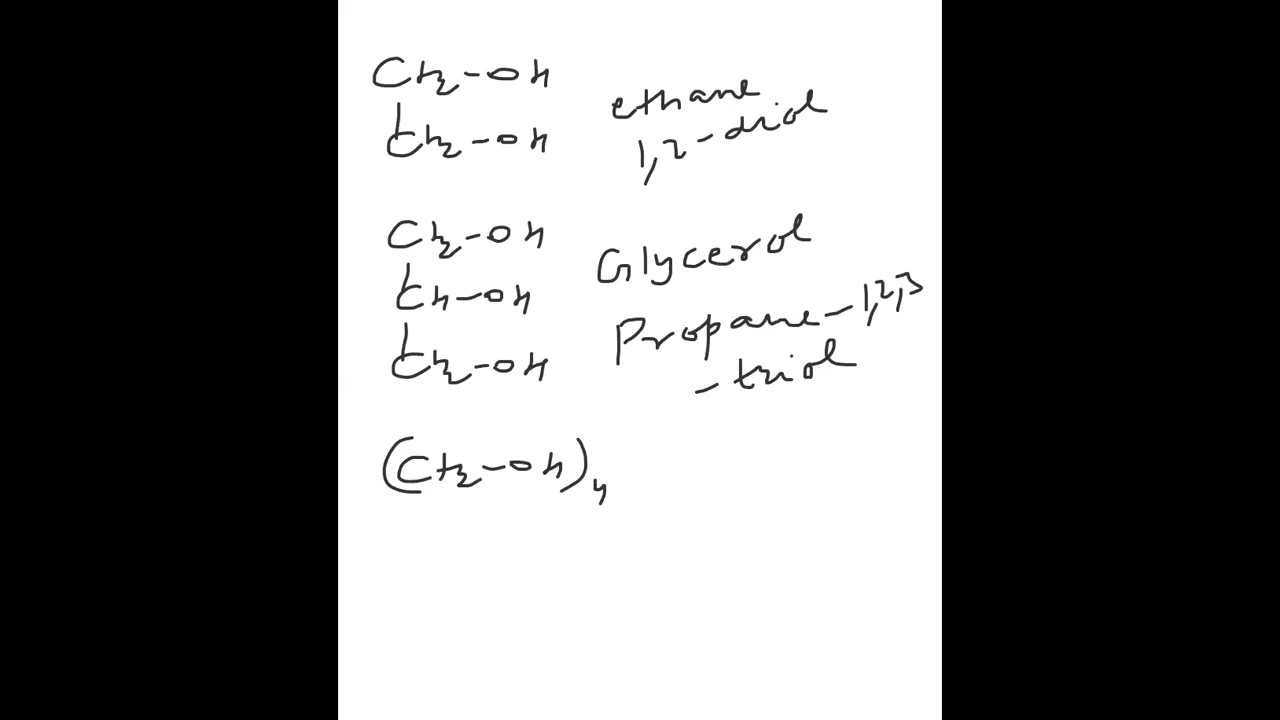 CH2-OH
CH2-OH
ethane
1,2-diol
CH2-OH
CH-OH
CH2-OH
Glycerol
Propane-1,2,3
-triol
(CH2-OH)4